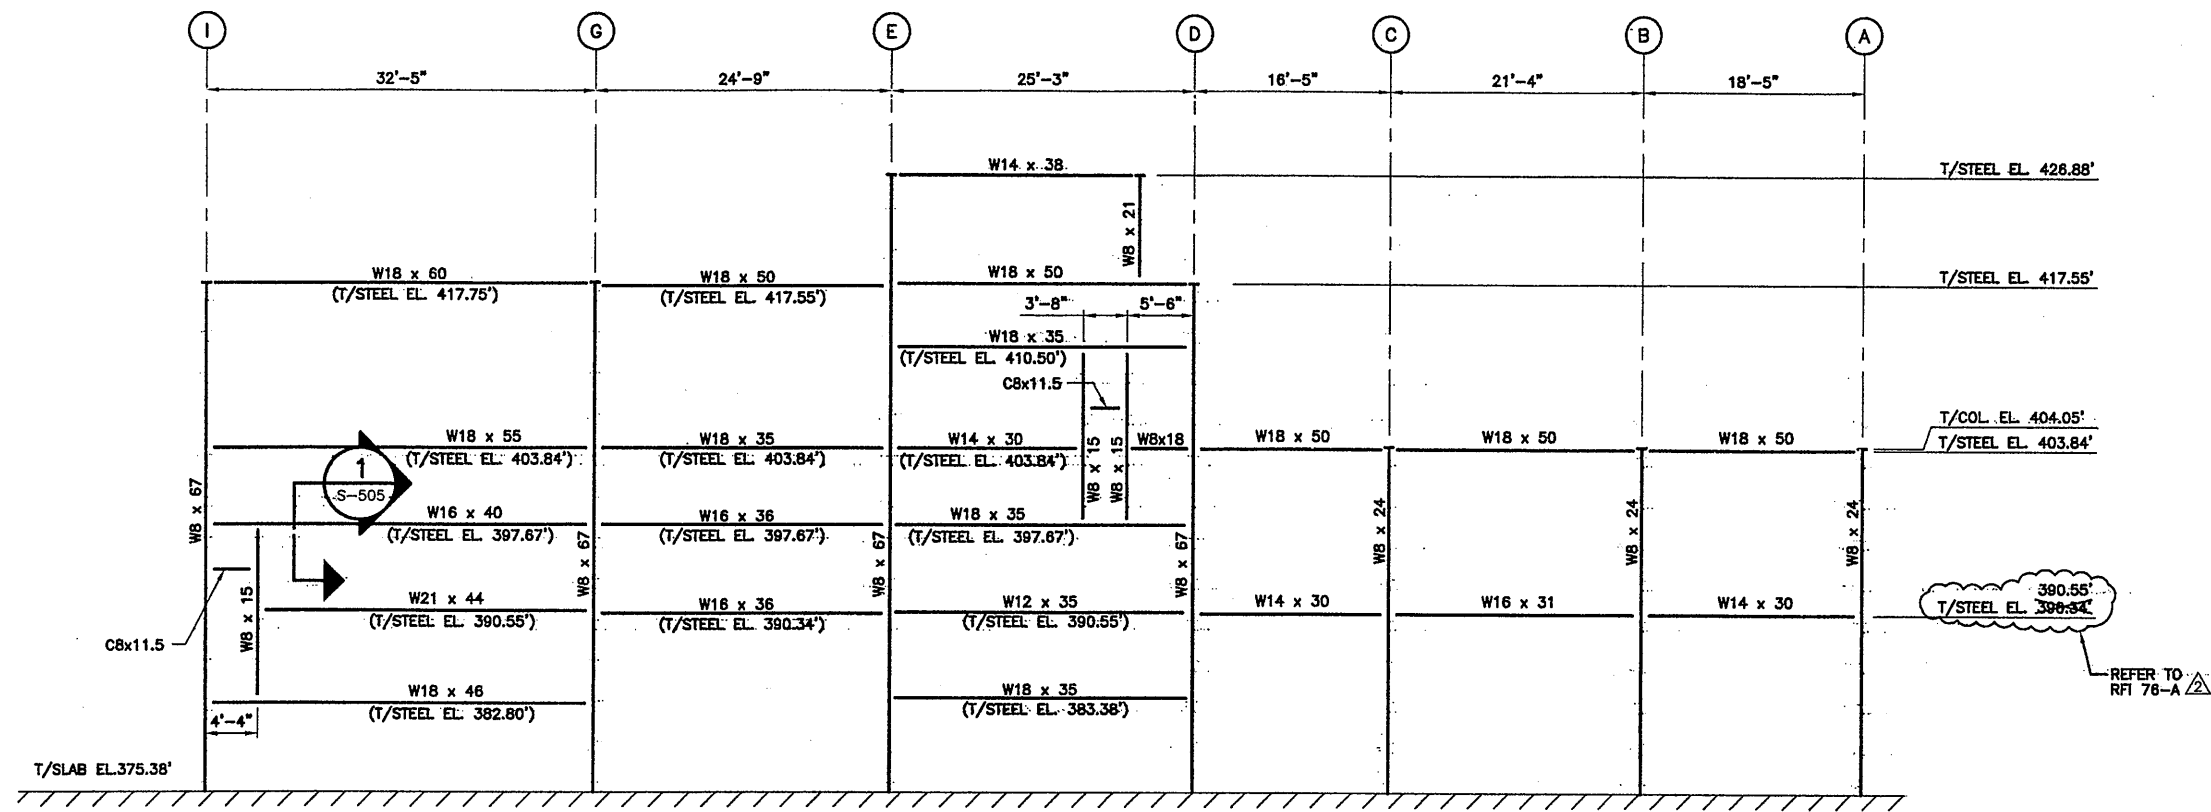 I G E D C B A
32'-5" 24'-9" 25'-3" 16'-5" 21'-4" 18'-5"
W14 x 38
T/STEEL EL. 426.88'
W8 x 21
W18 x 60
(T/STEEL EL. 417.75')
W18 x 50
(T/STEEL EL. 417.55')
W18 x 50
T/STEEL EL. 417.55'
3'-8" 5'-6"
W18 x 35
(T/STEEL EL. 410.50')
C8x11.5
T/COL. EL. 404.05'
T/STEEL EL. 403.84'
W18 x 55
(T/STEEL EL. 403.84')
W18 x 35
(T/STEEL EL. 403.84')
W14 x 30
(T/STEEL EL. 403.84')
W8x18
W18 x 50
W18 x 50
W18 x 50
1
S-505
W8 x 15
W8 x 15
W8 x 67
W16 x 40
(T/STEEL EL. 397.67')
W16 x 36
(T/STEEL EL. 397.67')
W18 x 35
(T/STEEL EL. 397.67')
W8 x 67
W8 x 67
W8 x 67
W8 x 24
W8 x 24
W8 x 24
W8 x 15
C8x11.5
W21 x 44
(T/STEEL EL. 390.55')
W16 x 36
(T/STEEL EL. 390.34')
W12 x 35
(T/STEEL EL. 390.55')
W14 x 30
W16 x 31
W14 x 30
390.55'
T/STEEL EL.
REFER TO
RFI 76-A 2
W18 x 46
(T/STEEL EL. 382.80')
W18 x 35
(T/STEEL EL. 383.38')
4'-4"
T/SLAB EL.375.38'